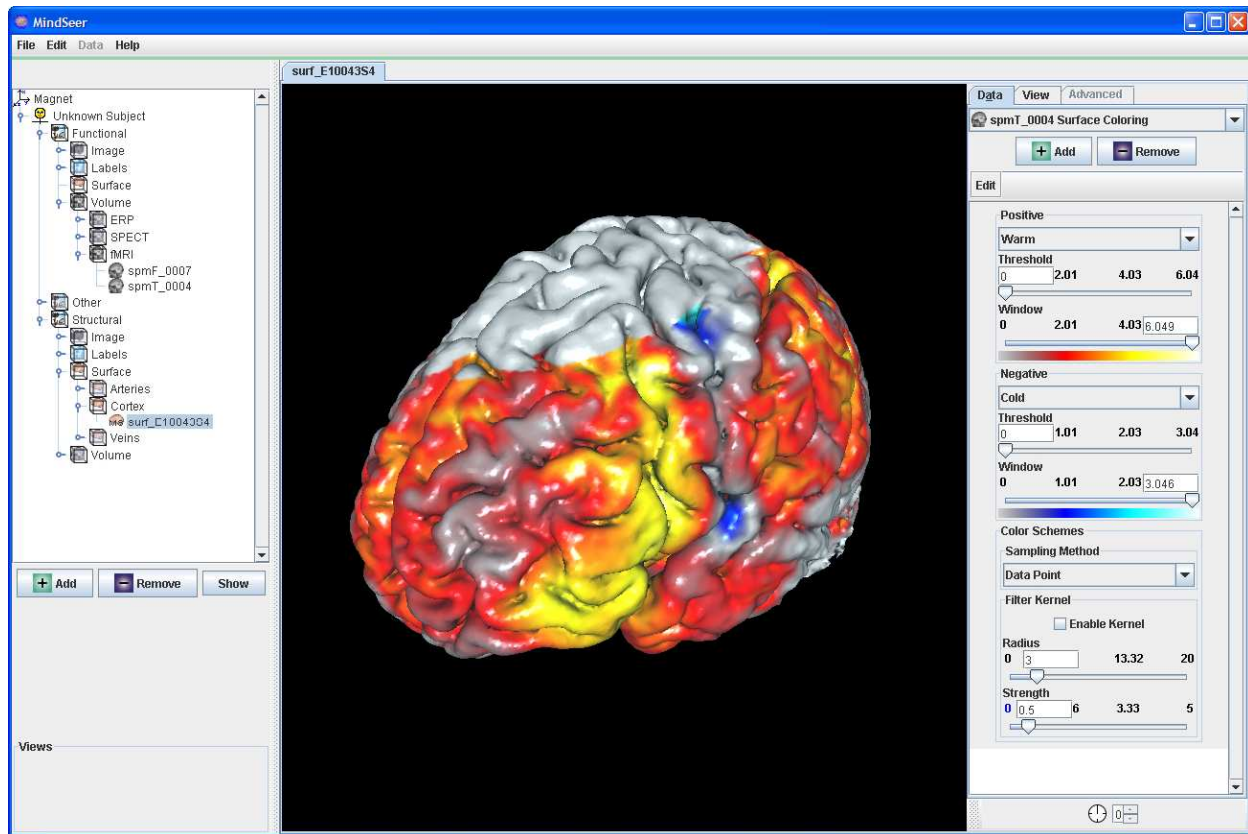 MindSeer
File Edit Data Help
Magnet
Unknown Subject
Functional
Image
Labels
Surface
Volume
ERP
SPECT
fMRI
spmF_0007
spmT_0004
Other
Structural
Image
Labels
Surface
Arteries
Cortex
surf_E10043S4
Veins
Volume
Add Remove Show
Views
surf_E10043S4
Data View Advanced
spmT_0004 Surface Coloring
Add Remove
Edit
Positive
Warm
Threshold
0 2.01 4.03 6.04
Window
0 2.01 4.03 6.049
Negative
Cold
Threshold
0 1.01 2.03 3.04
Window
0 1.01 2.03 3.046
Color Schemes
Sampling Method
Data Point
Filter Kernel
Enable Kernel
Radius
0 3 13.32 20
Strength
0 0.5 6 3.33 5
0